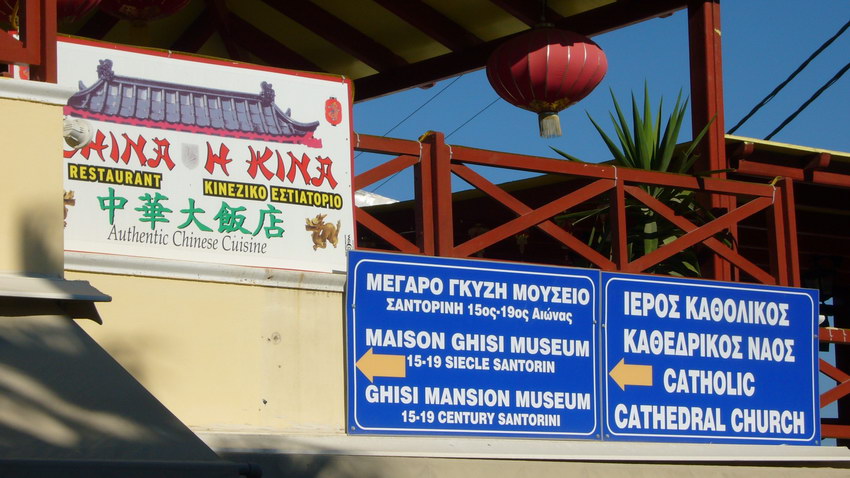 CHINA Η ΚΙΝΑ
RESTAURANT ΚΙΝΕΖΙΚΟ ΕΣΤΙΑΤΟΡΙΟ
中華大飯店
Authentic Chinese Cuisine
ΜΕΓΑΡΟ ΓΚΥΖΗ ΜΟΥΣΕΙΟ
ΣΑΝΤΟΡΙΝΗ 15ος-19ος Αιώνας
MAISON GHISI MUSEUM
15-19 SIECLE SANTORIN
GHISI MANSION MUSEUM
15-19 CENTURY SANTORINI
ΙΕΡΟΣ ΚΑΘΟΛΙΚΟΣ
ΚΑΘΕΔΡΙΚΟΣ ΝΑΟΣ
CATHOLIC
CATHEDRAL CHURCH